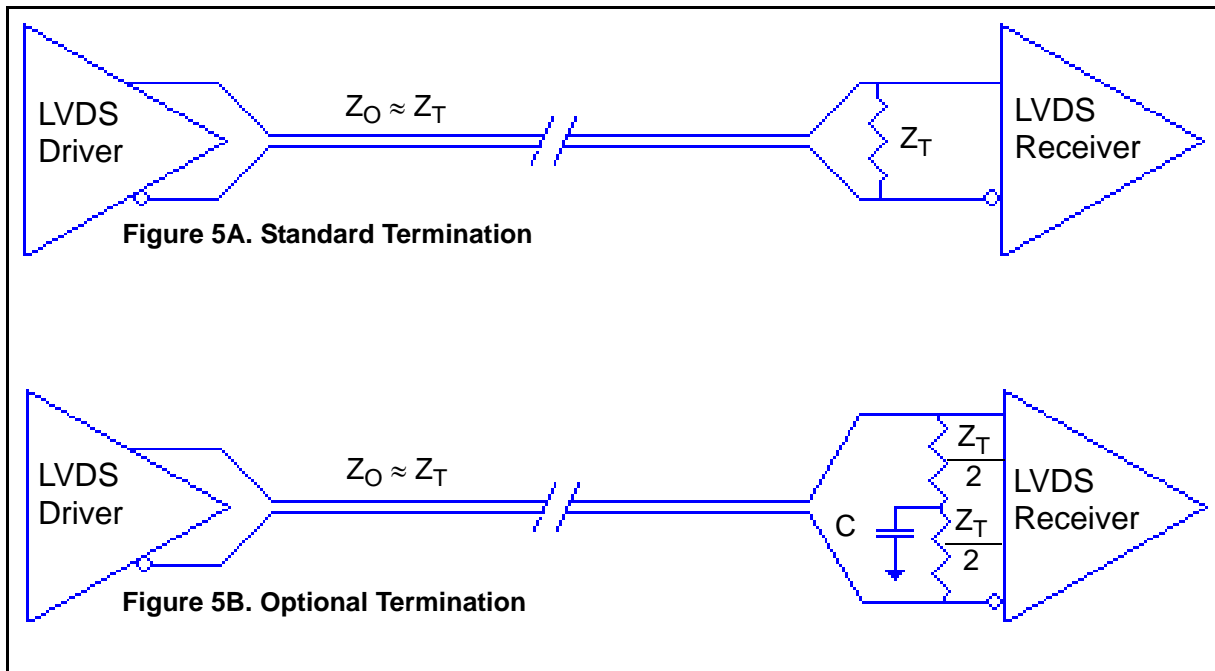 LVDS
Driver
Z_O ≈ Z_T
Z_T
LVDS
Receiver
Figure 5A. Standard Termination
LVDS
Driver
Z_O ≈ Z_T
C
Z_T
2
Z_T
2
LVDS
Receiver
Figure 5B. Optional Termination